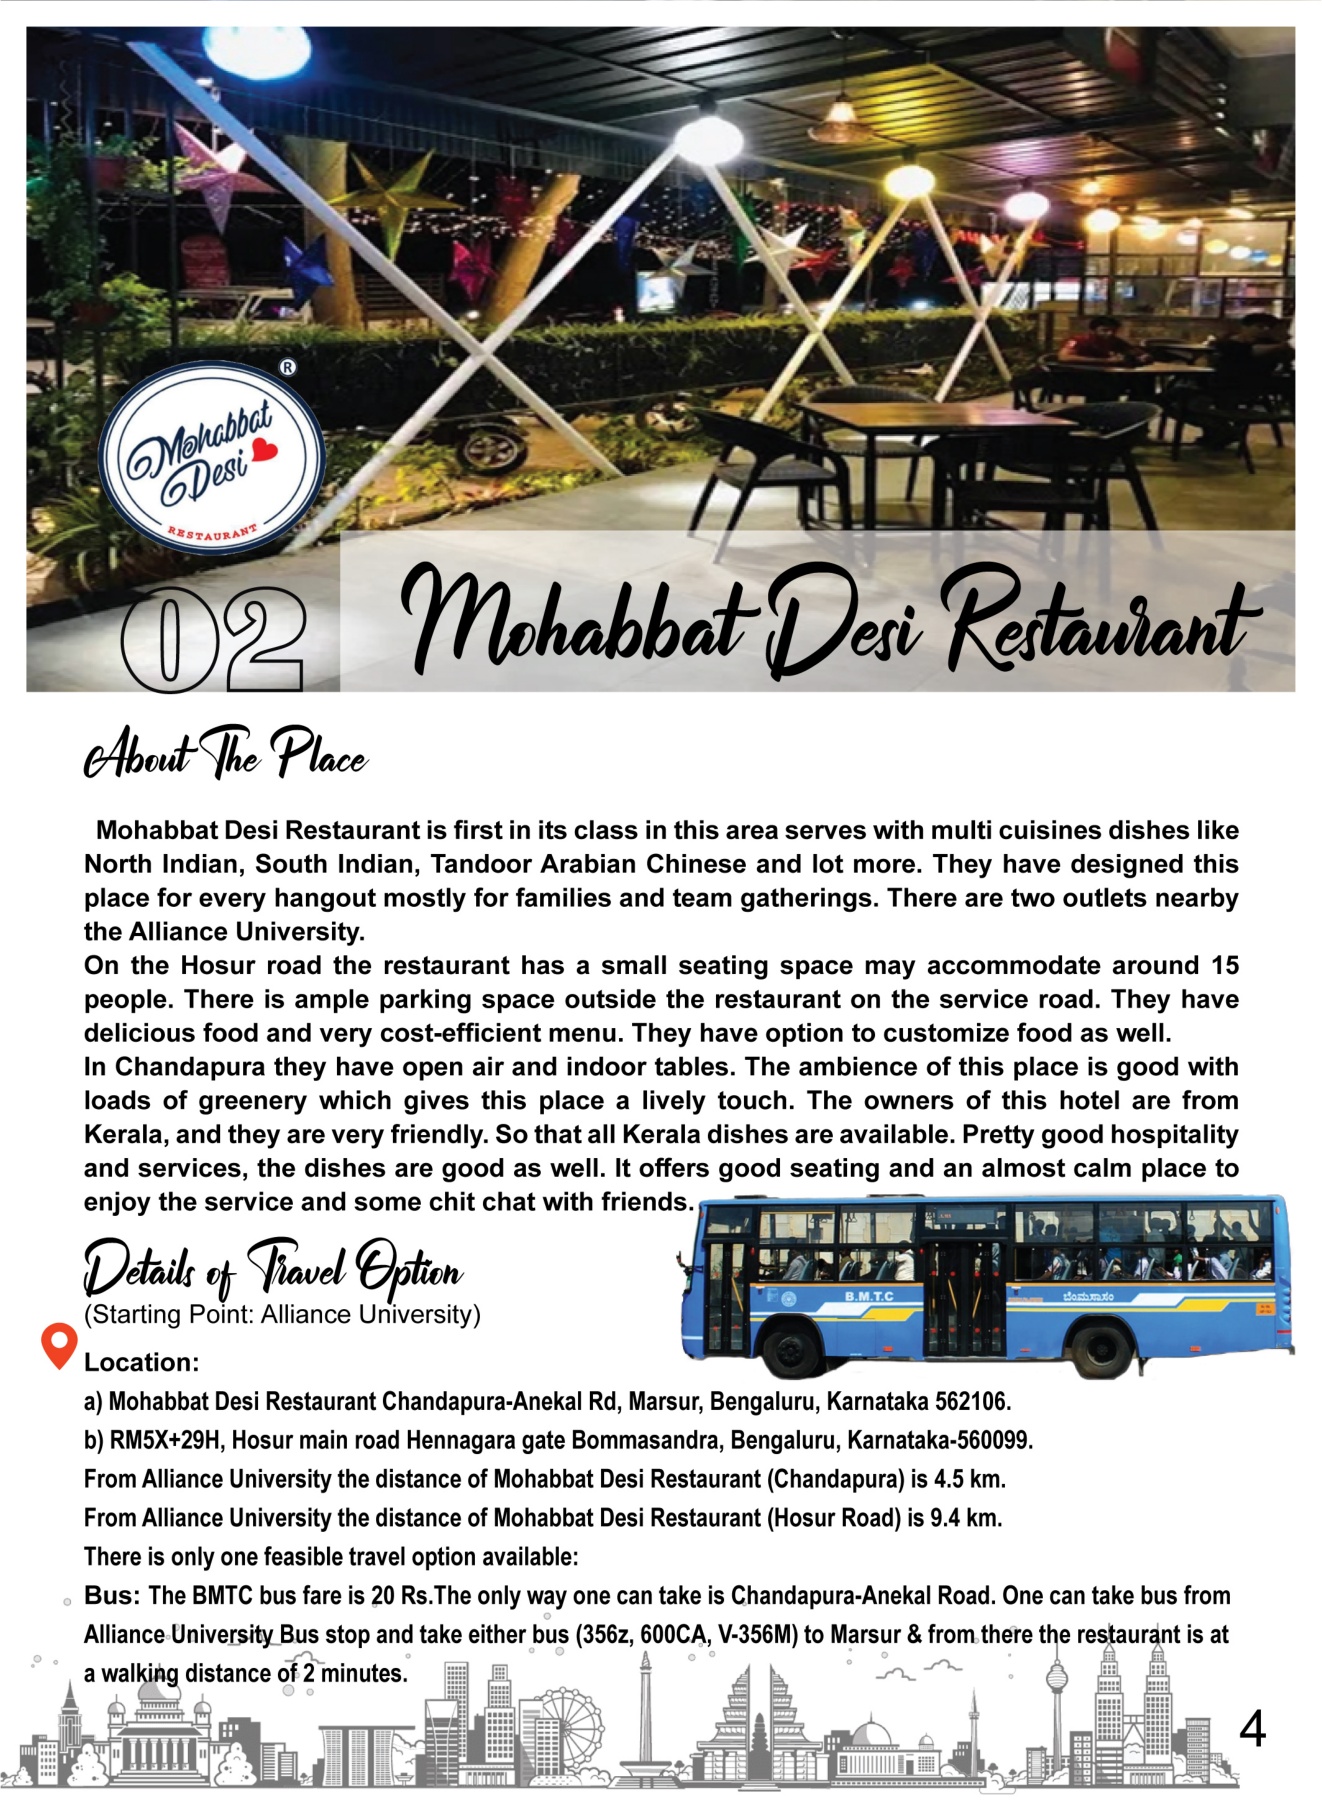 Mohabbat
Desi
RESTAURANT
®
02
Mohabbat Desi Restaurant
About The Place
Mohabbat Desi Restaurant is first in its class in this area serves with multi cuisines dishes like
North Indian, South Indian, Tandoor Arabian Chinese and lot more. They have designed this
place for every hangout mostly for families and team gatherings. There are two outlets nearby
the Alliance University.
On the Hosur road the restaurant has a small seating space may accommodate around 15
people. There is ample parking space outside the restaurant on the service road. They have
delicious food and very cost-efficient menu. They have option to customize food as well.
In Chandapura they have open air and indoor tables. The ambience of this place is good with
loads of greenery which gives this place a lively touch. The owners of this hotel are from
Kerala, and they are very friendly. So that all Kerala dishes are available. Pretty good hospitality
and services, the dishes are good as well. It offers good seating and an almost calm place to
enjoy the service and some chit chat with friends.
B.M.T.C
ಬೆಂಮಸಾಸಂ
Details of Travel Option
(Starting Point: Alliance University)
Location:
a) Mohabbat Desi Restaurant Chandapura-Anekal Rd, Marsur, Bengaluru, Karnataka 562106.
b) RM5X+29H, Hosur main road Hennagara gate Bommasandra, Bengaluru, Karnataka-560099.
From Alliance University the distance of Mohabbat Desi Restaurant (Chandapura) is 4.5 km.
From Alliance University the distance of Mohabbat Desi Restaurant (Hosur Road) is 9.4 km.
There is only one feasible travel option available:
Bus: The BMTC bus fare is 20 Rs.The only way one can take is Chandapura-Anekal Road. One can take bus from
Alliance University Bus stop and take either bus (356z, 600CA, V-356M) to Marsur & from there the restaurant is at
a walking distance of 2 minutes.
4